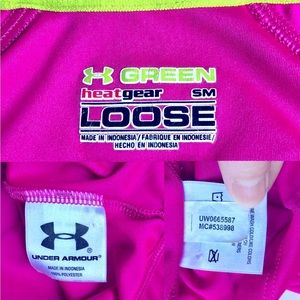 GREEN
heatgear SM
LOOSE
MADE IN INDONESIA / FABRIQUÉ EN INDONÉSIE /
HECHO EN INDONESIA
UNDER ARMOUR
MADE IN INDONESIA
100% POLYESTER
UW0665587
MC#538998